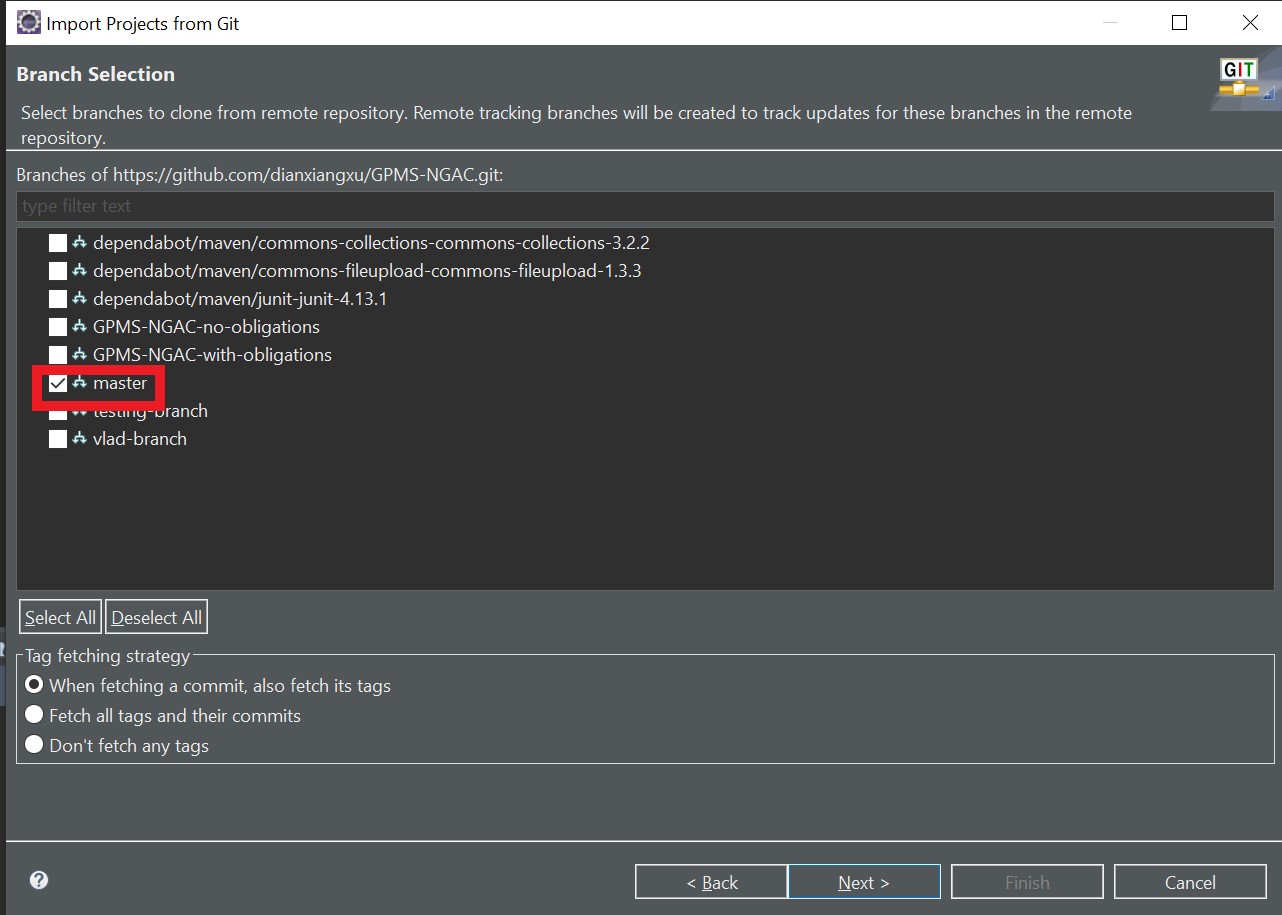 Import Projects from Git
Branch Selection
GIT
Select branches to clone from remote repository. Remote tracking branches will be created to track updates for these branches in the remote
repository.
Branches of https://github.com/dianxiangxu/GPMS-NGAC.git:
type filter text
dependabot/maven/commons-collections-commons-collections-3.2.2
dependabot/maven/commons-fileupload-commons-fileupload-1.3.3
dependabot/maven/junit-junit-4.13.1
GPMS-NGAC-no-obligations
GPMS-NGAC-with-obligations
master
testing-branch
vlad-branch
Select All Deselect All
Tag fetching strategy
When fetching a commit, also fetch its tags
Fetch all tags and their commits
Don't fetch any tags
? < Back Next > Finish Cancel